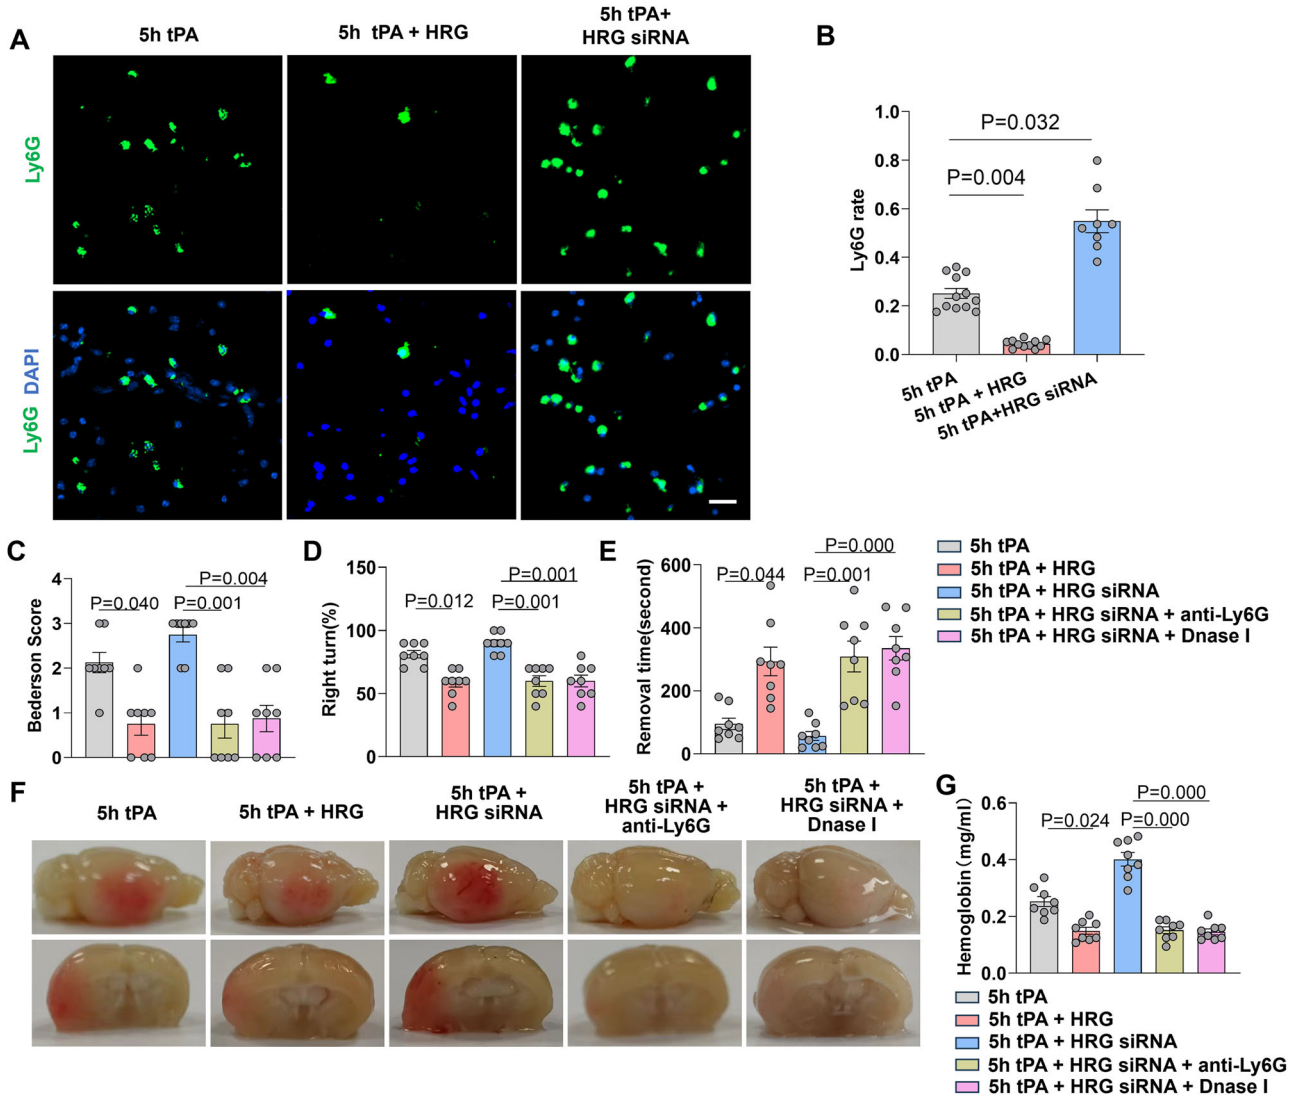 A
5h tPA
5h tPA + HRG
5h tPA+
HRG siRNA
Ly6G
Ly6G DAPI
B
Ly6G rate
1.0
0.8
0.6
0.4
0.2
0.0
P=0.032
P=0.004
5h tPA
5h tPA + HRG
5h tPA+HRG siRNA
C
Bederson Score
4
3
2
1
0
P=0.004
P=0.040
P=0.001
D
Right turn(%)
150
100
50
0
P=0.001
P=0.012
P=0.001
E
Removal time(second)
600
400
200
0
P=0.000
P=0.044
P=0.001
5h tPA
5h tPA + HRG
5h tPA + HRG siRNA
5h tPA + HRG siRNA + anti-Ly6G
5h tPA + HRG siRNA + Dnase I
F
5h tPA
5h tPA + HRG
5h tPA +
HRG siRNA
5h tPA +
HRG siRNA +
anti-Ly6G
5h tPA +
HRG siRNA +
Dnase I
G
Hemoglobin (mg/ml)
0.6
0.4
0.2
0.0
P=0.000
P=0.024
P=0.000
5h tPA
5h tPA + HRG
5h tPA + HRG siRNA
5h tPA + HRG siRNA + anti-Ly6G
5h tPA + HRG siRNA + Dnase I